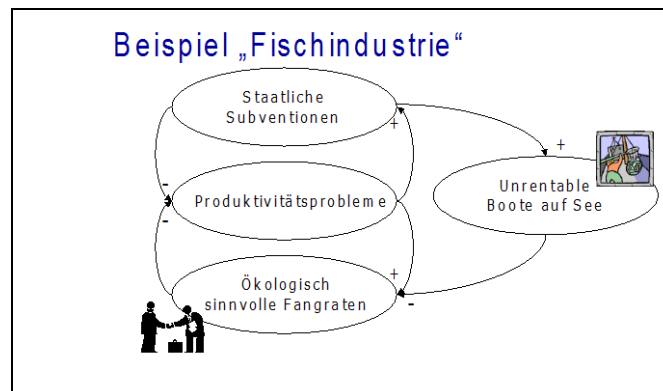 Beispiel „Fischindustrie“
Staatliche
Subventionen
+
+
-
-
Produktivitätsprobleme
Unrentable
Boote auf See
Ökologisch
sinnvolle Fangraten
+
-